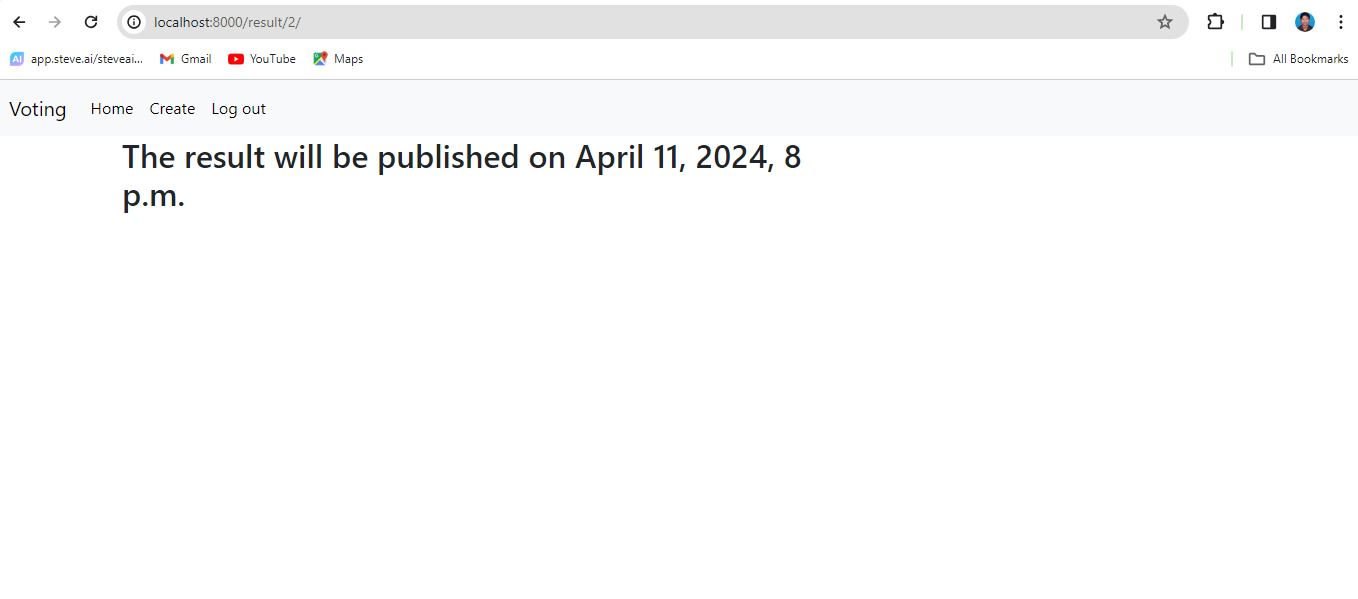 localhost:8000/result/2/
AI app.steve.ai/steveai... Gmail YouTube Maps All Bookmarks
Voting Home Create Log out
The result will be published on April 11, 2024, 8
p.m.